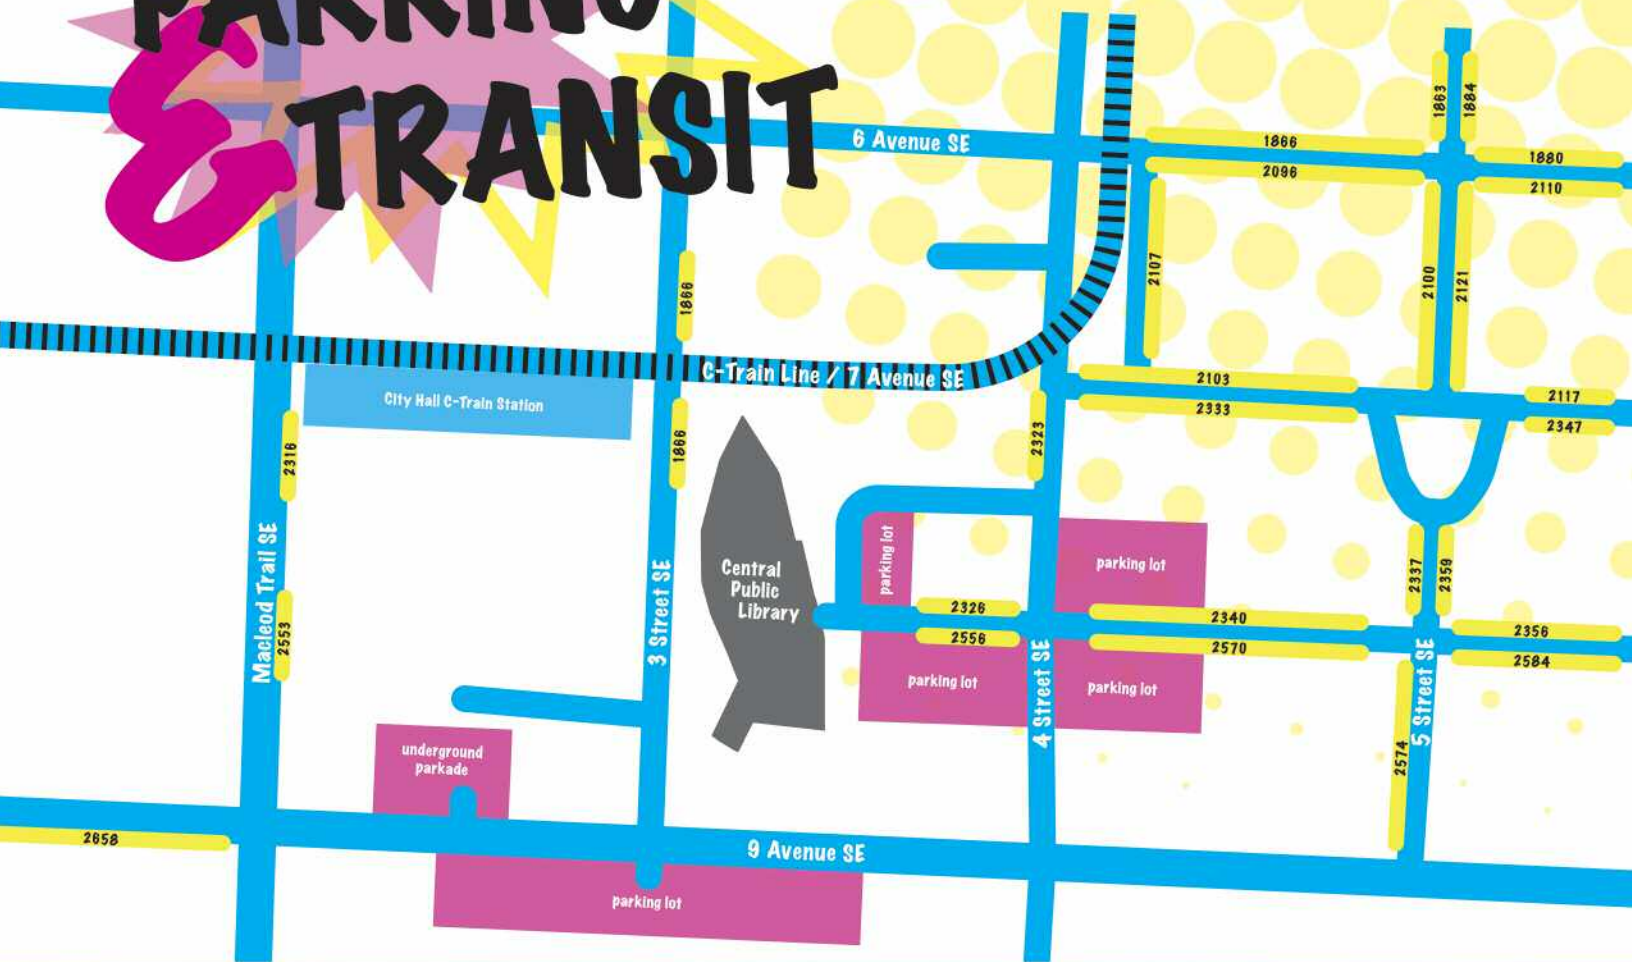 PARKING
& TRANSIT
6 Avenue SE
1866
2096
1863
1884
1880
2110
2107
2100
2121
1866
C-Train Line / 7 Avenue SE
City Hall C-Train Station
2103
2333
2117
2347
2316
1866
2323
Macleod Trail SE
2553
3 Street SE
Central
Public
Library
parking lot
parking lot
2326
2556
2340
2570
2337
2359
2356
2584
parking lot
parking lot
4 Street SE
5 Street SE
2574
underground
parkade
2658
9 Avenue SE
parking lot